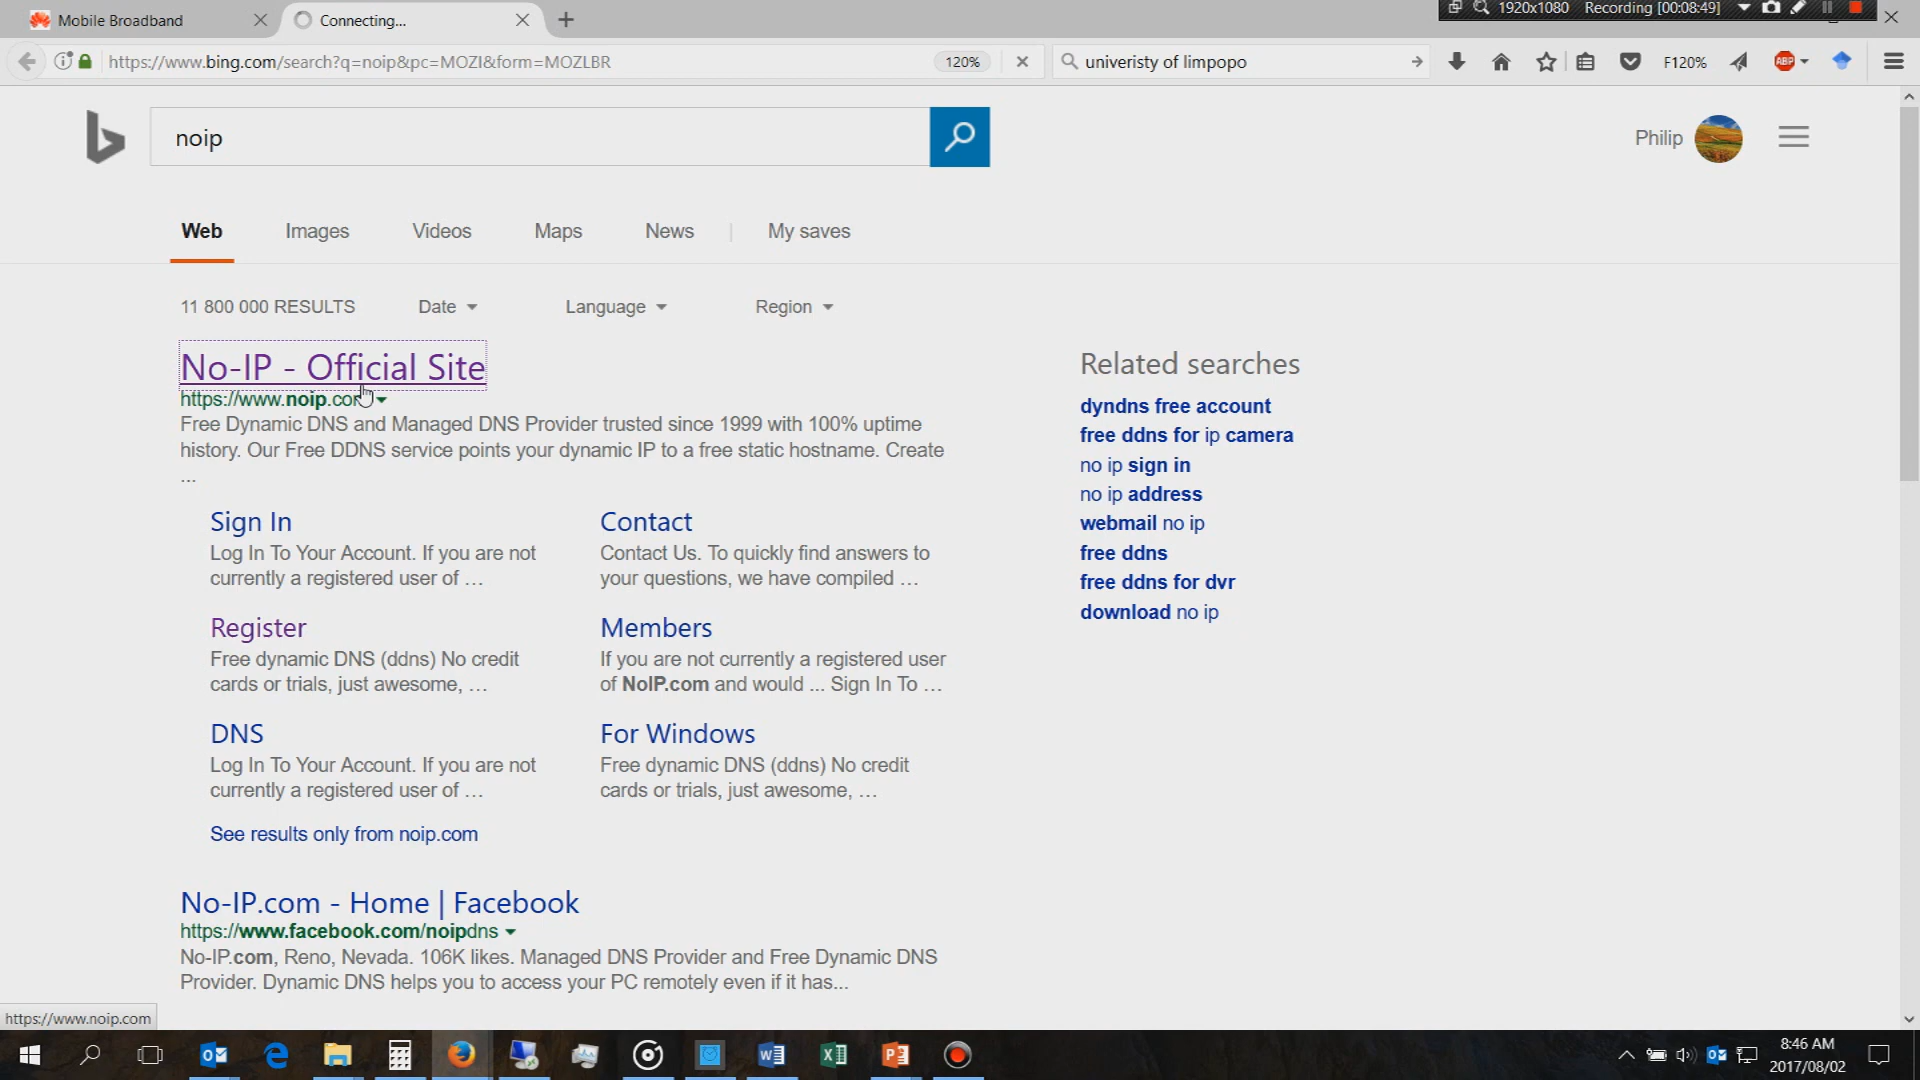 Mobile Broadband
Connecting...
1920x1080 Recording [00:08:49]
https://www.bing.com/search?q=noip&pc=MOZI&form=MOZLBR
120%
univeristy of limpopo
F120%
ABP
noip
Philip
Web
Images
Videos
Maps
News
My saves
11 800 000 RESULTS
Date
Language
Region
No-IP - Official Site
https://www.noip.com
Free Dynamic DNS and Managed DNS Provider trusted since 1999 with 100% uptime
history. Our Free DDNS service points your dynamic IP to a free static hostname. Create
...
Sign In
Log In To Your Account. If you are not
currently a registered user of …
Contact
Contact Us. To quickly find answers to
your questions, we have compiled …
Register
Free dynamic DNS (ddns) No credit
cards or trials, just awesome, …
Members
If you are not currently a registered user
of NoIP.com and would ... Sign In To …
DNS
Log In To Your Account. If you are not
currently a registered user of …
For Windows
Free dynamic DNS (ddns) No credit
cards or trials, just awesome, …
See results only from noip.com
No-IP.com - Home | Facebook
https://www.facebook.com/noipdns
No-IP.com, Reno, Nevada. 106K likes. Managed DNS Provider and Free Dynamic DNS
Provider. Dynamic DNS helps you to access your PC remotely even if it has...
Related searches
dyndns free account
free ddns for ip camera
no ip sign in
no ip address
webmail no ip
free ddns
free ddns for dvr
download no ip
https://www.noip.com
8:46 AM
2017/08/02